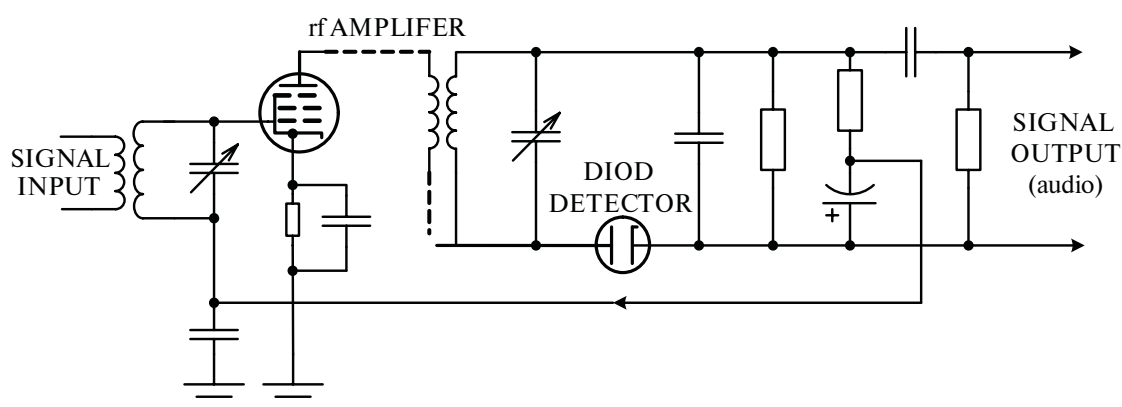 rf AMPLIFER
SIGNAL
INPUT
DIOD
DETECTOR
SIGNAL
OUTPUT
(audio)
+